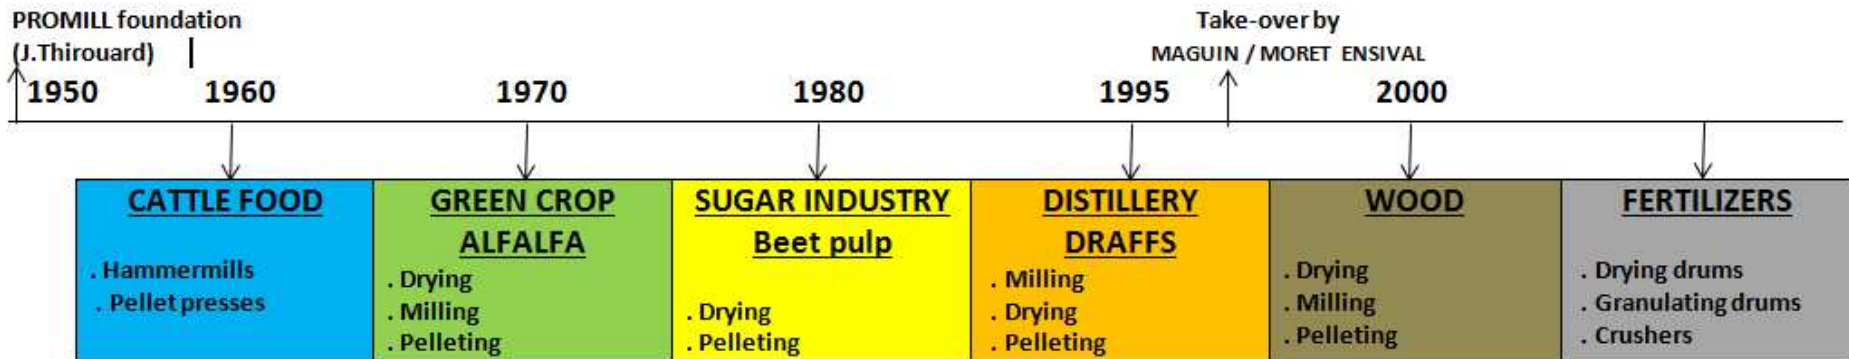 PROMILL foundation
(J.Thirouard)
Take-over by
MAGUIN / MORET ENSIVAL
1950 1960 1970 1980 1995 2000
CATTLE FOOD
. Hammermills
. Pellet presses
GREEN CROP
ALFALFA
. Drying
. Milling
. Pelleting
SUGAR INDUSTRY
Beet pulp
. Drying
. Pelleting
DISTILLERY
DRAFFS
. Milling
. Drying
. Pelleting
WOOD
. Drying
. Milling
. Pelleting
FERTILIZERS
. Drying drums
. Granulating drums
. Crushers